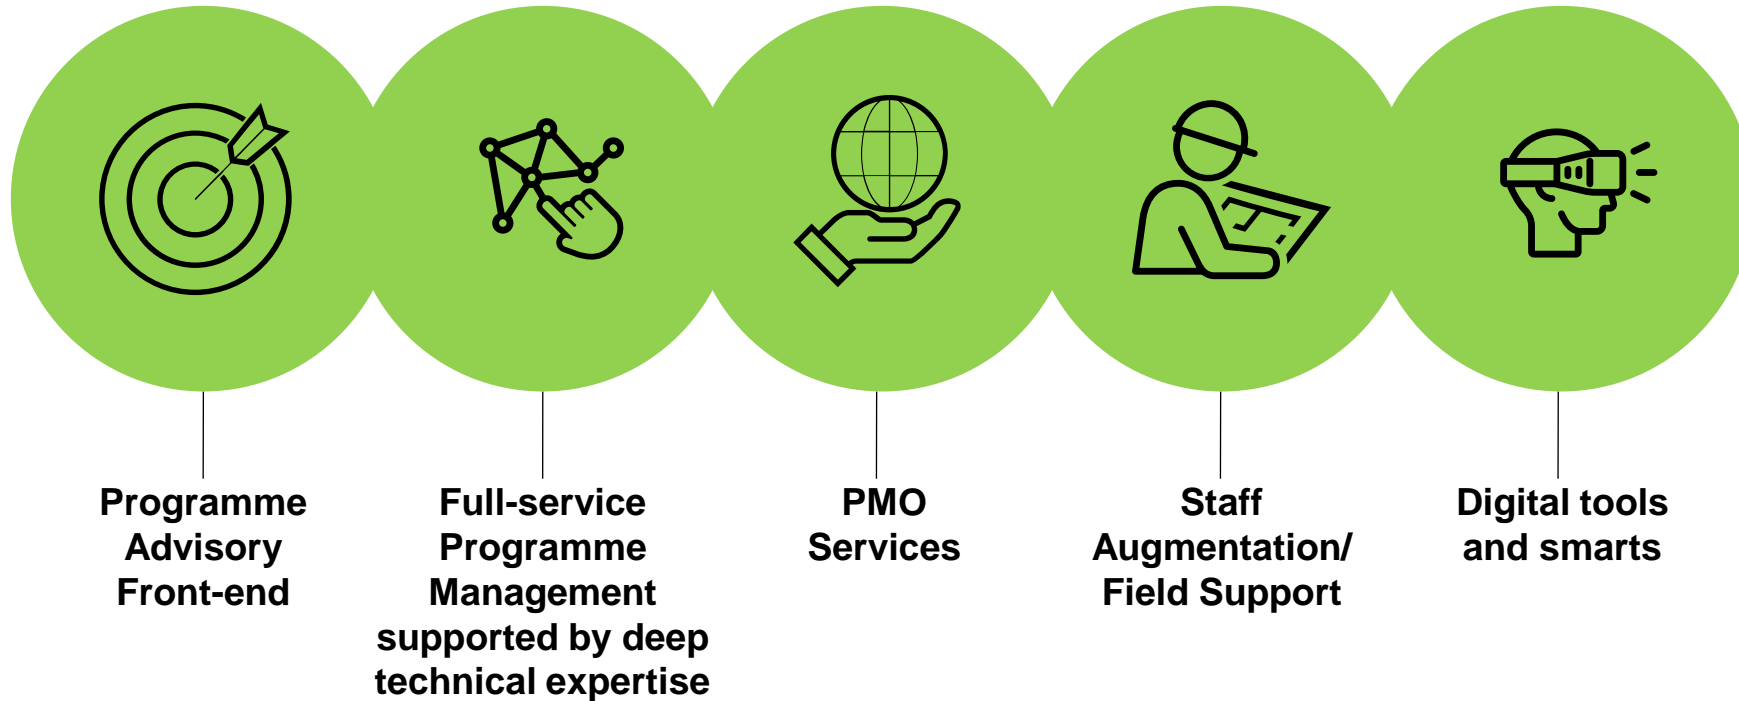 Programme
Advisory
Front-end
Full-service
Programme
Management
supported by deep
technical expertise
PMO
Services
Staff
Augmentation/
Field Support
Digital tools
and smarts